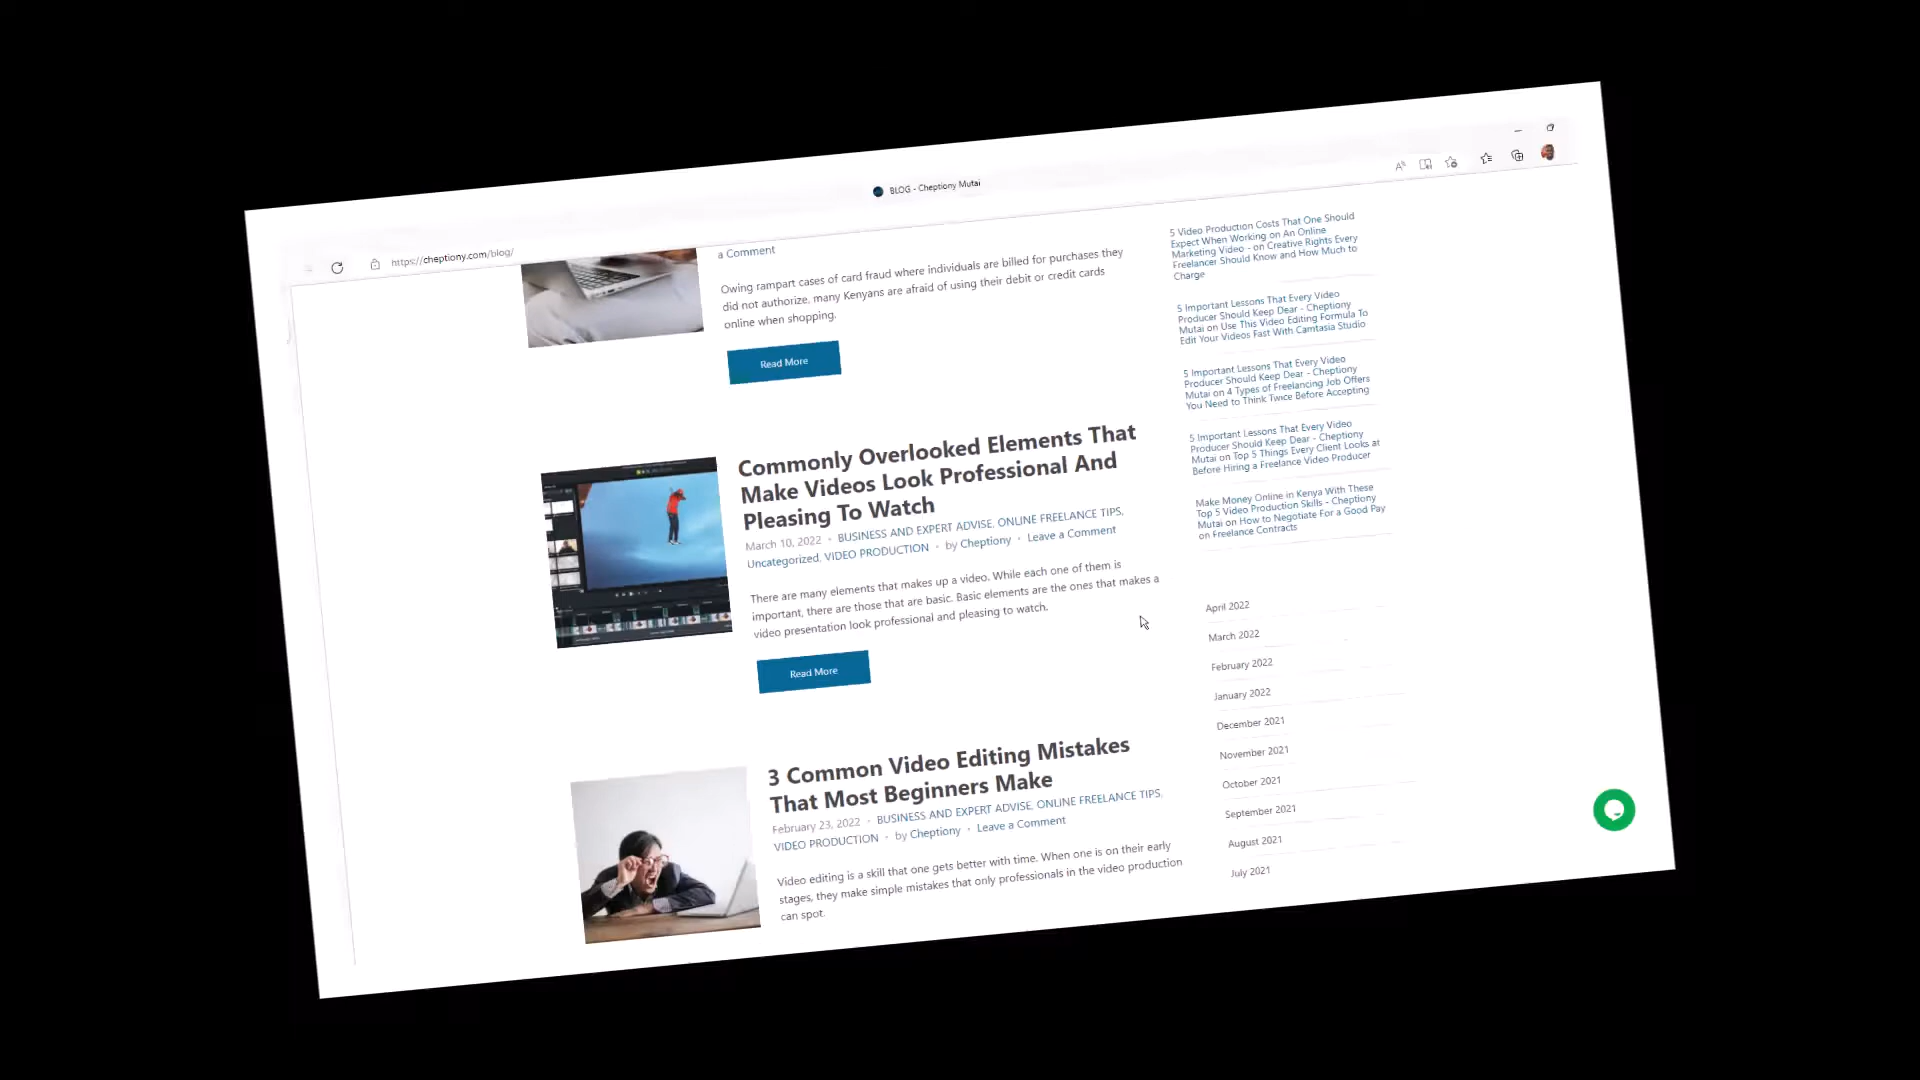 BLOG - Cheptiony Mutai
https://cheptiony.com/blog/
a Comment
Owing rampart cases of card fraud where individuals are billed for purchases they
did not authorize, many Kenyans are afraid of using their debit or credit cards
online when shopping.
Read More
Commonly Overlooked Elements That
Make Videos Look Professional And
Pleasing To Watch
March 10, 2022 • BUSINESS AND EXPERT ADVISE, ONLINE FREELANCE TIPS,
Uncategorized, VIDEO PRODUCTION • by Cheptiony • Leave a Comment
There are many elements that makes up a video. While each one of them is
important, there are those that are basic. Basic elements are the ones that makes a
video presentation look professional and pleasing to watch.
Read More
3 Common Video Editing Mistakes
That Most Beginners Make
February 23, 2022 • BUSINESS AND EXPERT ADVISE, ONLINE FREELANCE TIPS,
VIDEO PRODUCTION • by Cheptiony • Leave a Comment
Video editing is a skill that one gets better with time. When one is on their early
stages, they make simple mistakes that only professionals in the video production
can spot.
5 Video Production Costs That One Should
Expect When Working on An Online
Marketing Video - on Creative Rights Every
Freelancer Should Know and How Much to
Charge
5 Important Lessons That Every Video
Producer Should Keep Dear - Cheptiony
Mutai on Use This Video Editing Formula To
Edit Your Videos Fast With Camtasia Studio
5 Important Lessons That Every Video
Producer Should Keep Dear - Cheptiony
Mutai on 4 Types of Freelancing Job Offers
You Need to Think Twice Before Accepting
5 Important Lessons That Every Video
Producer Should Keep Dear - Cheptiony
Mutai on Top 5 Things Every Client Looks at
Before Hiring a Freelance Video Producer
Make Money Online in Kenya With These
Top 5 Video Production Skills - Cheptiony
Mutai on How to Negotiate For a Good Pay
on Freelance Contracts
April 2022
March 2022
February 2022
January 2022
December 2021
November 2021
October 2021
September 2021
August 2021
July 2021